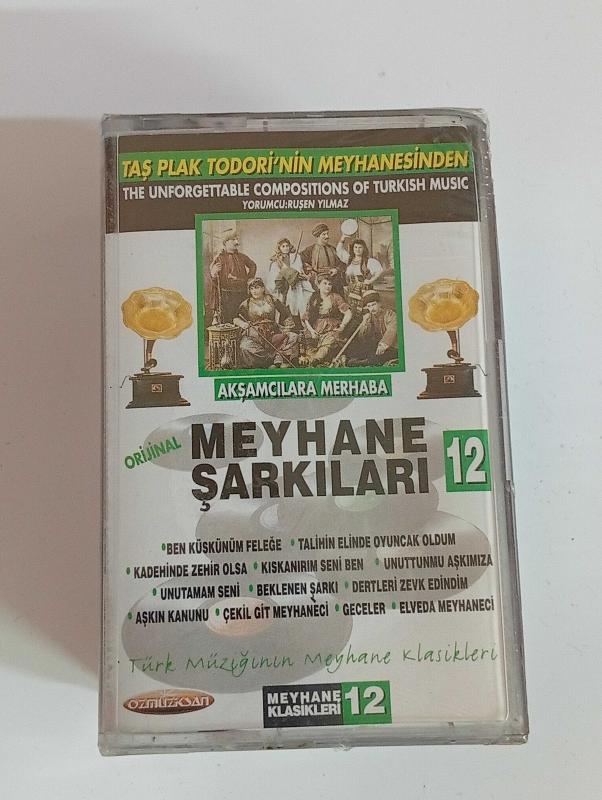 TAŞ PLAK TODORİ'NİN MEYHANESİNDEN
THE UNFORGETTABLE COMPOSITIONS OF TURKISH MUSIC
YORUMCU:RUŞEN YILMAZ
AKŞAMCILARA MERHABA
ORİJİNAL
MEYHANE
ŞARKILARI
12
•BEN KÜSKÜNÜM FELEĞE • TALİHİN ELİNDE OYUNCAK OLDUM
• KADEHİNDE ZEHİR OLSA • KISKANIRIM SENİ BEN • UNUTTUNMU AŞKIMIZA
• UNUTAMAM SENİ • BEKLENEN ŞARKI • DERTLERİ ZEVK EDİNDİM
• AŞKIN KANUNU • ÇEKİL GİT MEYHANECİ • GECELER • ELVEDA MEYHANECİ
Türk Müziğinin Meyhane Klasikleri
ÖZMÜZİKSAN
MEYHANE
KLASİKLERİ 12